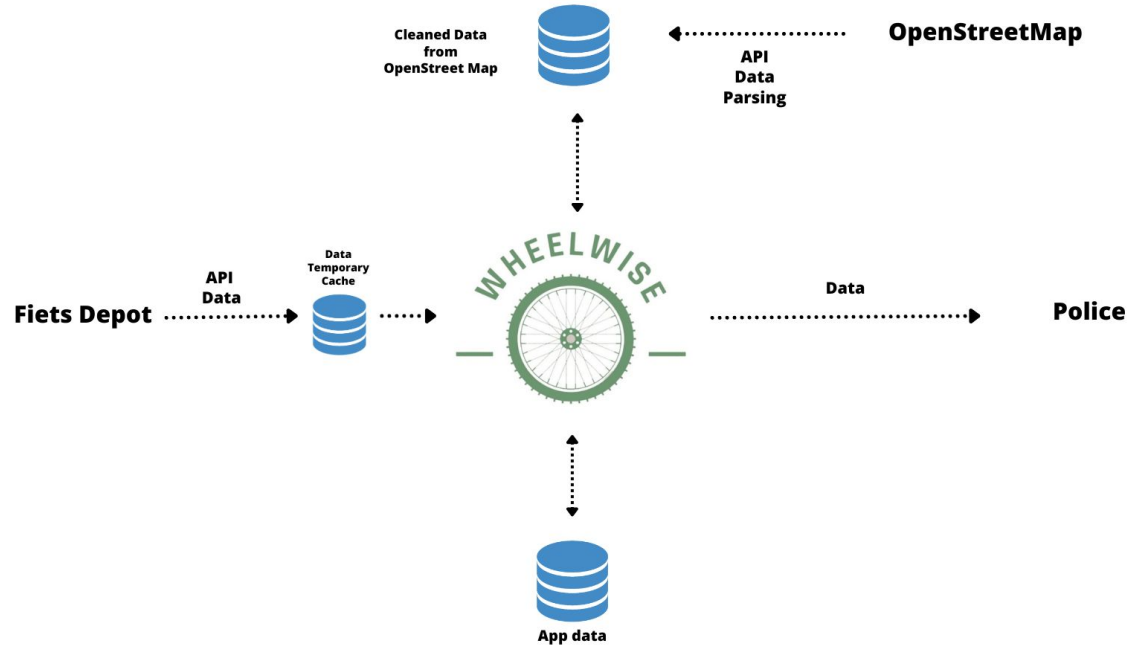 Cleaned Data
from
OpenStreet Map
OpenStreetMap
API
Data
Parsing
WHEELWISE
Data
Temporary
Cache
API
Data
Fiets Depot
Data
Police
App data